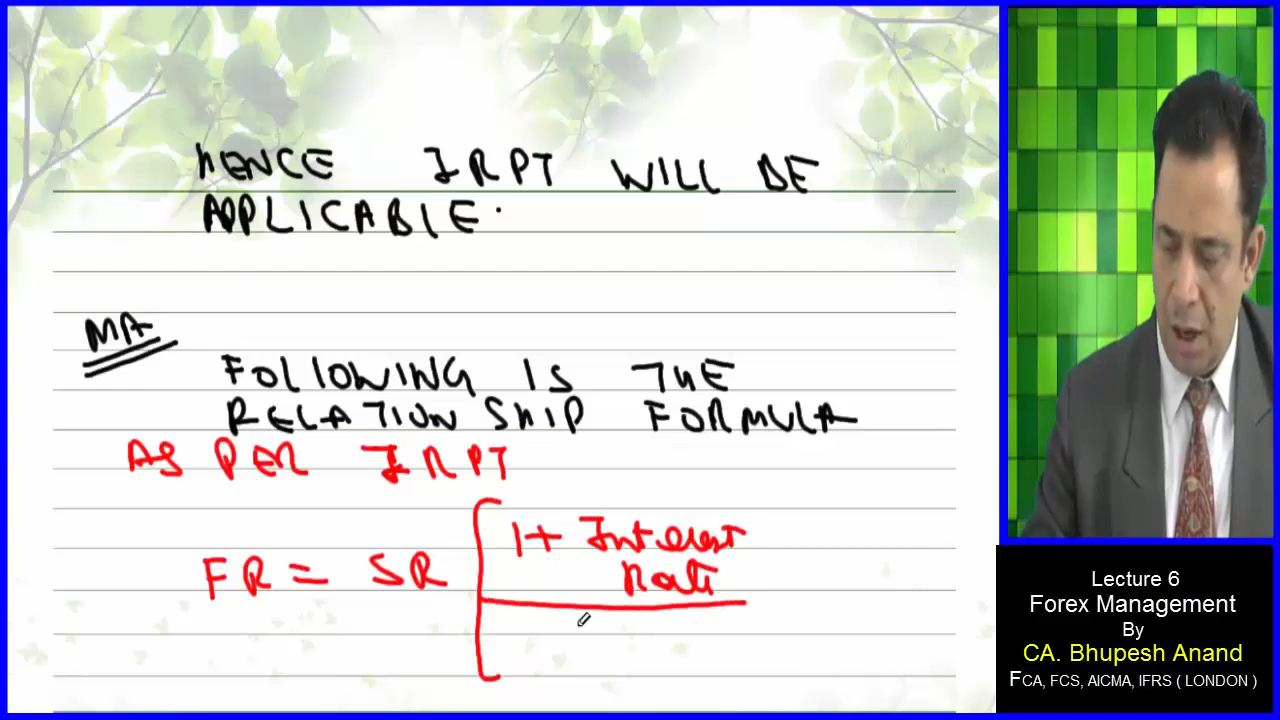 HENCE IRPT WILL BE
APPLICABLE.
MA
FOLLOWING IS THE
RELATIONSHIP FORMULA
AS PER IRPT
FR = SR [ 1+ Interest
Rate
Lecture 6
Forex Management
By
CA. Bhupesh Anand
FCA, FCS, AICMA, IFRS ( LONDON )